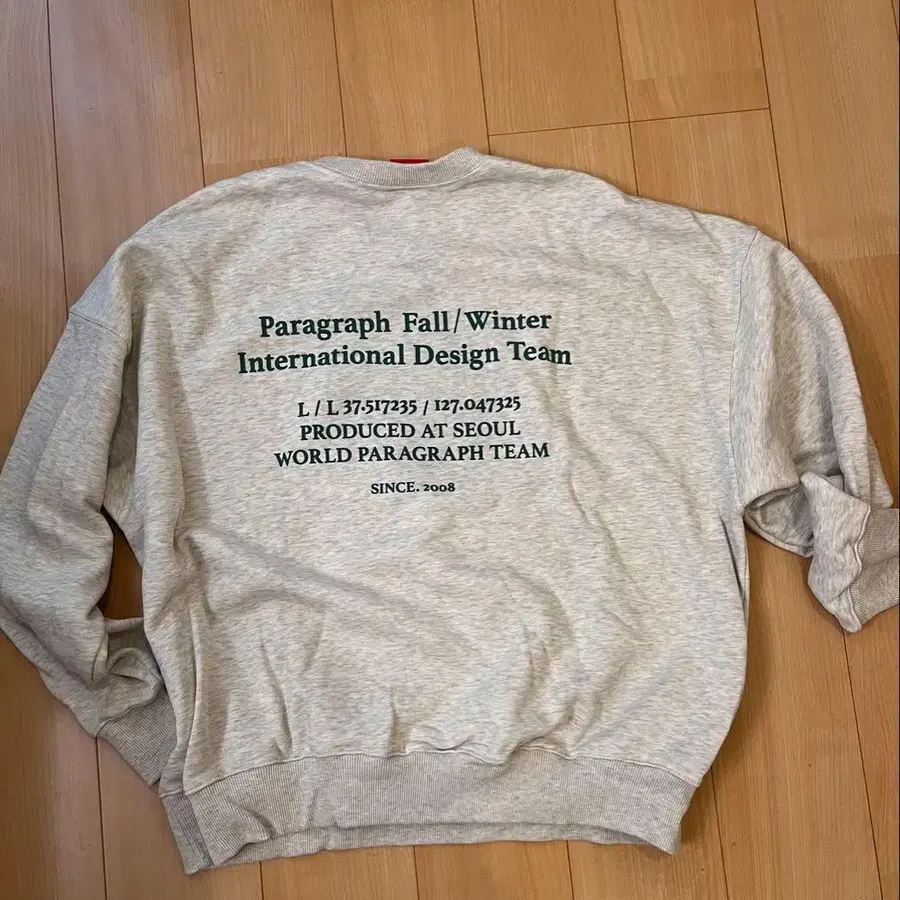 Paragraph Fall/Winter
International Design Team
L / L 37.517235 / 127.047325
PRODUCED AT SEOUL
WORLD PARAGRAPH TEAM
SINCE. 2008